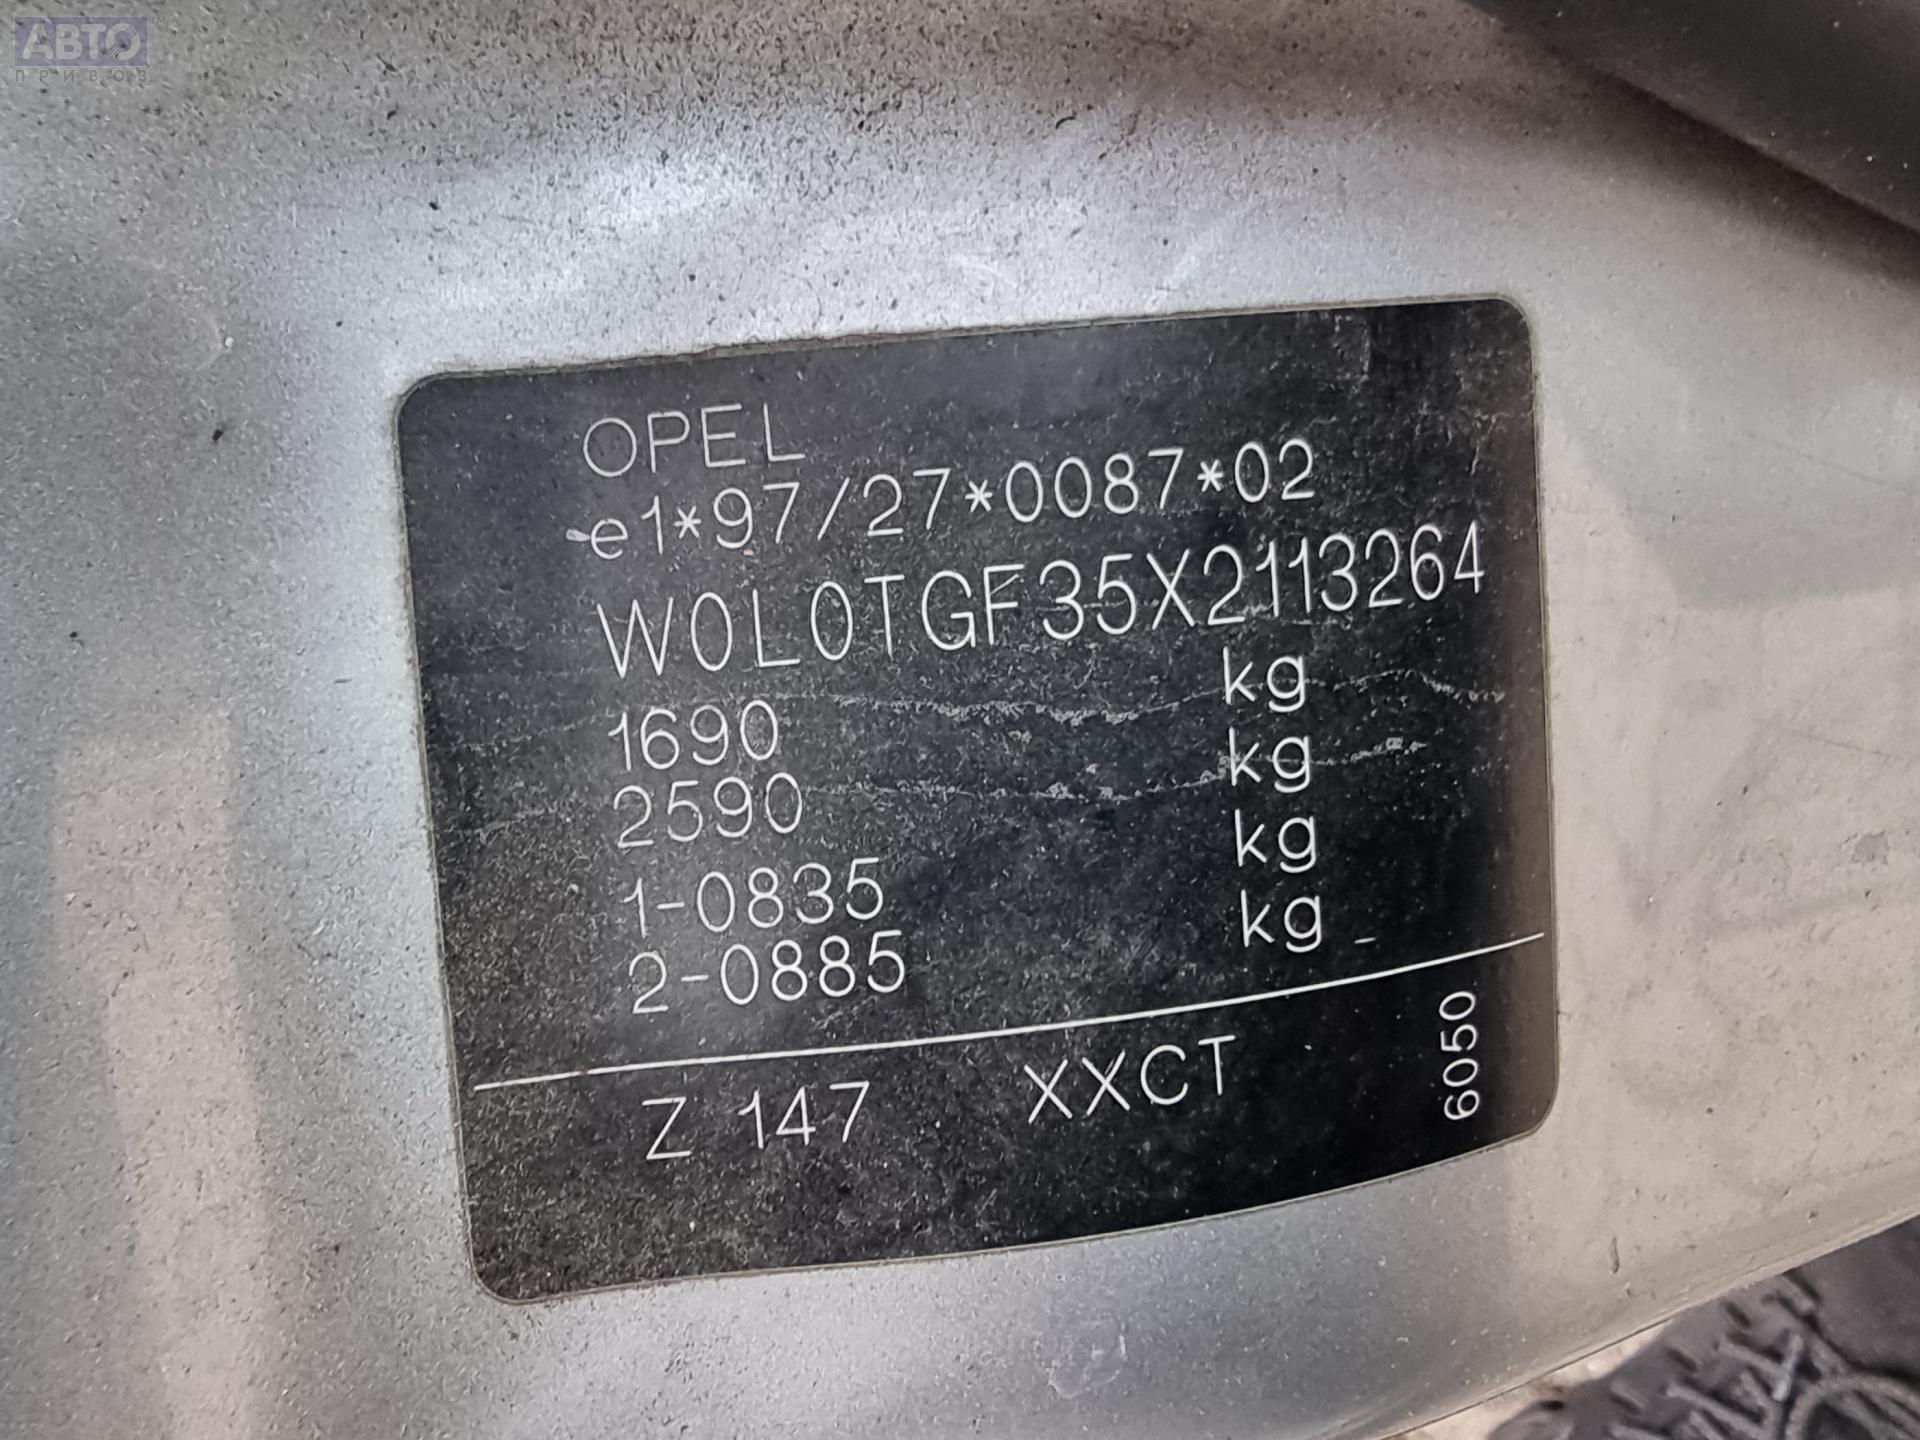 АВТО
ПРИВОЗ
OPEL
e1*97/27*0087*02
W0L0TGF35X2113264
1690 kg
2590 kg
1-0835 kg
2-0885 kg
Z 147 XXCT
6050